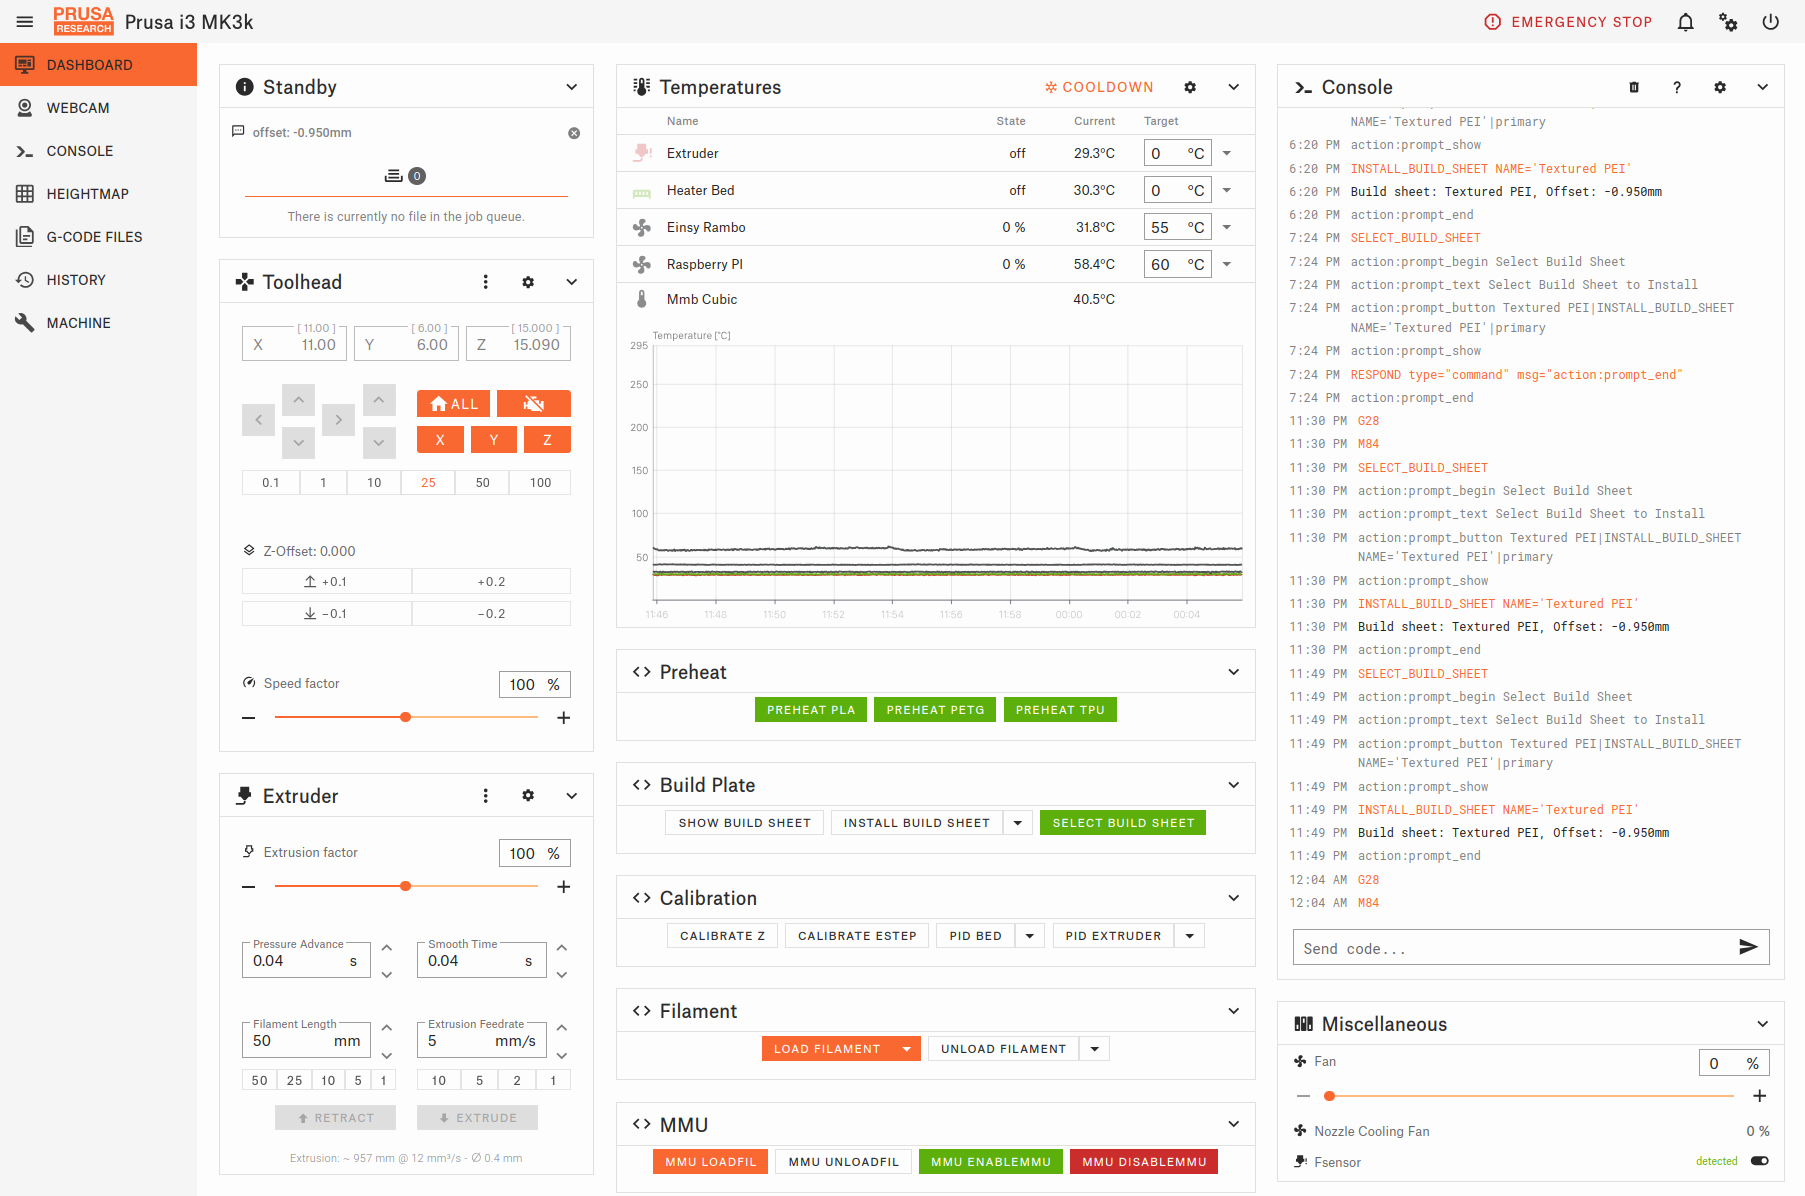 PRUSA
RESEARCH
Prusa i3 MK3k
EMERGENCY STOP
DASHBOARD
WEBCAM
CONSOLE
HEIGHTMAP
G-CODE FILES
HISTORY
MACHINE
Standby
offset: -0.950mm
0
There is currently no file in the job queue.
Toolhead
[ 11.00 ] [ 6.00 ] [ 15.000 ]
X 11.00 Y 6.00 Z 15.090
ALL
X Y Z
0.1 1 10 25 50 100
Z-Offset: 0.000
+0.1 +0.2
-0.1 -0.2
Speed factor 100 %
Extruder
Extrusion factor 100 %
Pressure Advance Smooth Time
0.04 s 0.04 s
Filament Length Extrusion Feedrate
50 mm 5 mm/s
50 25 10 5 1 10 5 2 1
RETRACT EXTRUDE
Extrusion: ~ 957 mm @ 12 mm³/s - Ø 0.4 mm
Temperatures COOLDOWN
Name State Current Target
Extruder off 29.3°C 0 °C
Heater Bed off 30.3°C 0 °C
Einsy Rambo 0 % 31.8°C 55 °C
Raspberry PI 0 % 58.4°C 60 °C
Mmb Cubic 40.5°C
Temperature [°C]
295
250
200
150
100
50
11:46 11:48 11:50 11:52 11:54 11:56 11:58 00:00 00:02 00:04
Preheat
PREHEAT PLA PREHEAT PETG PREHEAT TPU
Build Plate
SHOW BUILD SHEET INSTALL BUILD SHEET SELECT BUILD SHEET
Calibration
CALIBRATE Z CALIBRATE ESTEP PID BED PID EXTRUDER
Filament
LOAD FILAMENT UNLOAD FILAMENT
MMU
MMU LOADFIL MMU UNLOADFIL MMU ENABLEMMU MMU DISABLEMMU
Console ?
NAME='Textured PEI'|primary
6:20 PM action:prompt_show
6:20 PM INSTALL_BUILD_SHEET NAME='Textured PEI'
6:20 PM Build sheet: Textured PEI, Offset: -0.950mm
6:20 PM action:prompt_end
7:24 PM SELECT_BUILD_SHEET
7:24 PM action:prompt_begin Select Build Sheet
7:24 PM action:prompt_text Select Build Sheet to Install
7:24 PM action:prompt_button Textured PEI|INSTALL_BUILD_SHEET
NAME='Textured PEI'|primary
7:24 PM action:prompt_show
7:24 PM RESPOND type="command" msg="action:prompt_end"
7:24 PM action:prompt_end
11:30 PM G28
11:30 PM M84
11:30 PM SELECT_BUILD_SHEET
11:30 PM action:prompt_begin Select Build Sheet
11:30 PM action:prompt_text Select Build Sheet to Install
11:30 PM action:prompt_button Textured PEI|INSTALL_BUILD_SHEET
NAME='Textured PEI'|primary
11:30 PM action:prompt_show
11:30 PM INSTALL_BUILD_SHEET NAME='Textured PEI'
11:30 PM Build sheet: Textured PEI, Offset: -0.950mm
11:30 PM action:prompt_end
11:49 PM SELECT_BUILD_SHEET
11:49 PM action:prompt_begin Select Build Sheet
11:49 PM action:prompt_text Select Build Sheet to Install
11:49 PM action:prompt_button Textured PEI|INSTALL_BUILD_SHEET
NAME='Textured PEI'|primary
11:49 PM action:prompt_show
11:49 PM INSTALL_BUILD_SHEET NAME='Textured PEI'
11:49 PM Build sheet: Textured PEI, Offset: -0.950mm
11:49 PM action:prompt_end
12:04 AM G28
12:04 AM M84
Send code...
Miscellaneous
Fan 0 %
Nozzle Cooling Fan 0 %
Fsensor detected